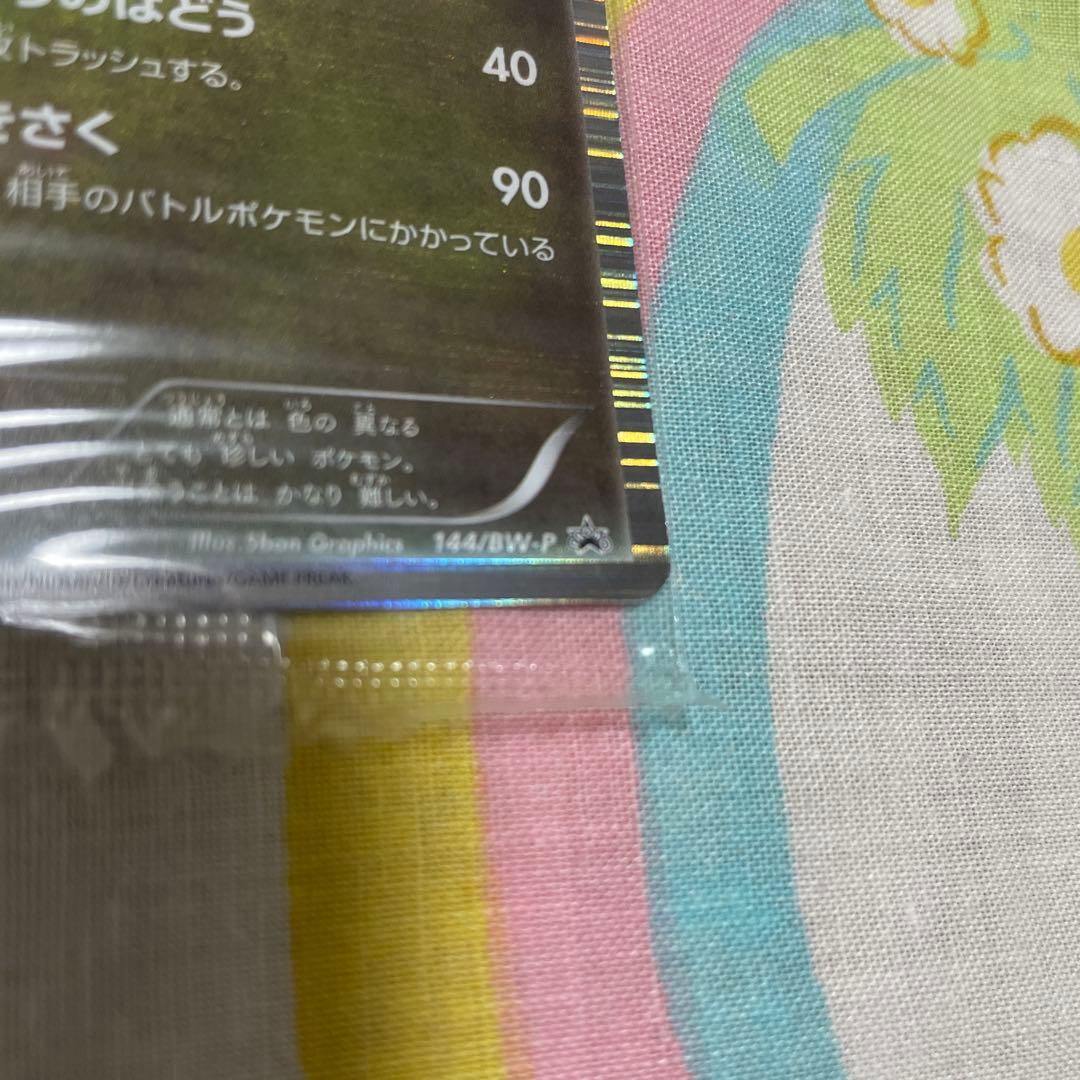 のはどう
トラッシュする。
40
きさく
90
相手のバトルポケモンにかかっている
通常とは 色の 異なる
とても 珍しい ポケモン。
ことは かなり 難しい。
Illus. 5ban Graphics 144/BW-P
/GAME FREAK